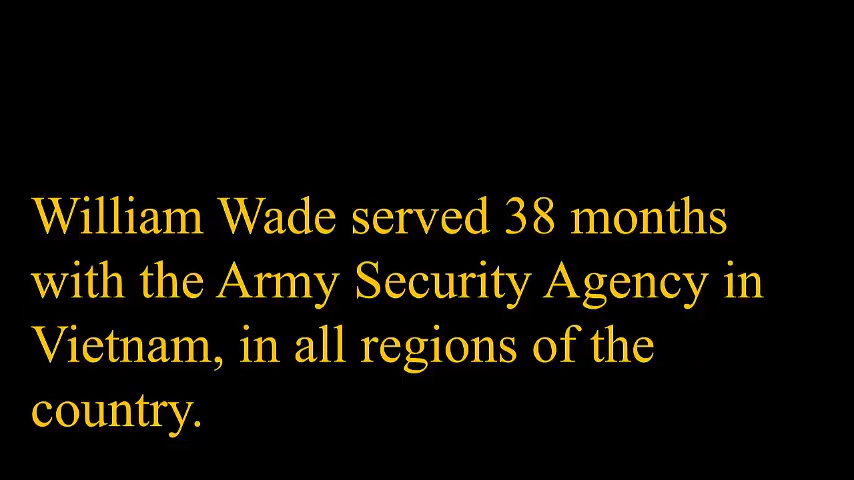 William Wade served 38 months
with the Army Security Agency in
Vietnam, in all regions of the
country.